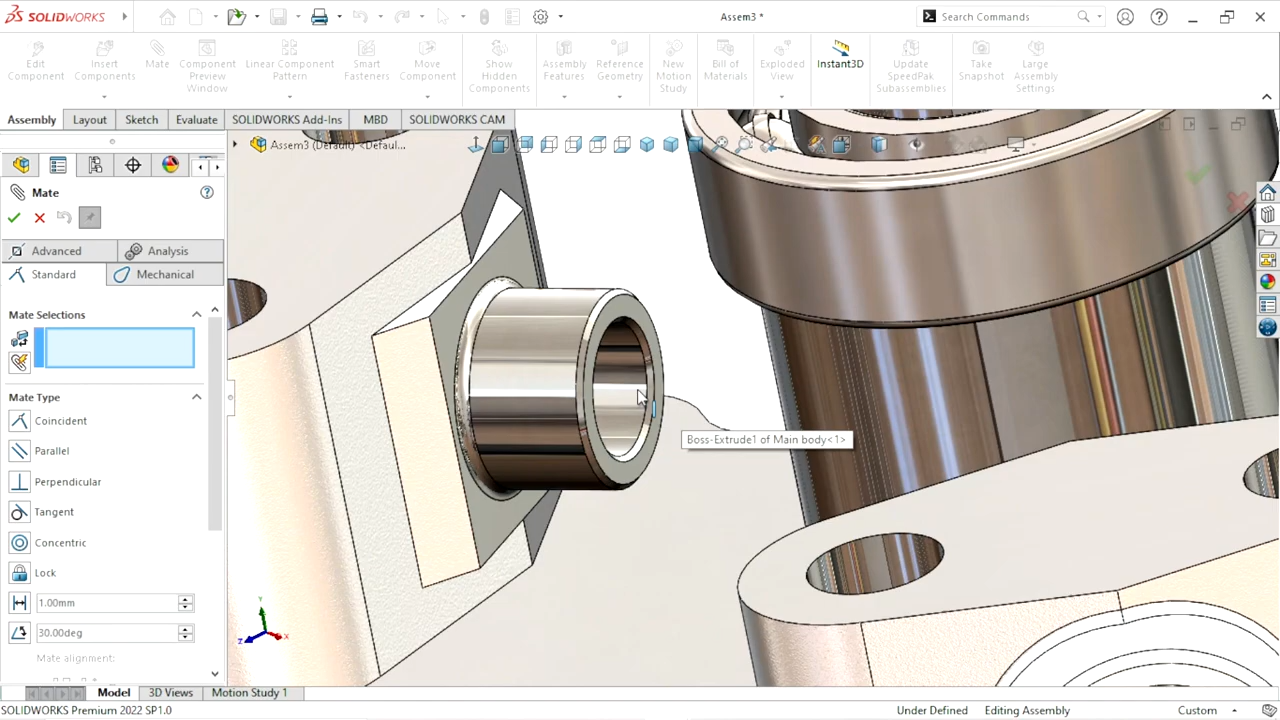 SOLIDWORKS
Assem3 *
Search Commands
Edit Component
Insert Components
Mate
Component Preview Window
Linear Component Pattern
Smart Fasteners
Move Component
Show Hidden Components
Assembly Features
Reference Geometry
New Motion Study
Bill of Materials
Exploded View
Instant3D
Update SpeedPak Subassemblies
Take Snapshot
Large Assembly Settings
Assembly
Layout
Sketch
Evaluate
SOLIDWORKS Add-Ins
MBD
SOLIDWORKS CAM
Assem3 (Default) <Defaul...
Mate
Advanced
Analysis
Standard
Mechanical
Mate Selections
Mate Type
Coincident
Parallel
Perpendicular
Tangent
Concentric
Lock
1.00mm
30.00deg
Mate alignment:
Boss-Extrude1 of Main body<1>
Y
Z
X
Model
3D Views
Motion Study 1
SOLIDWORKS Premium 2022 SP1.0
Under Defined
Editing Assembly
Custom